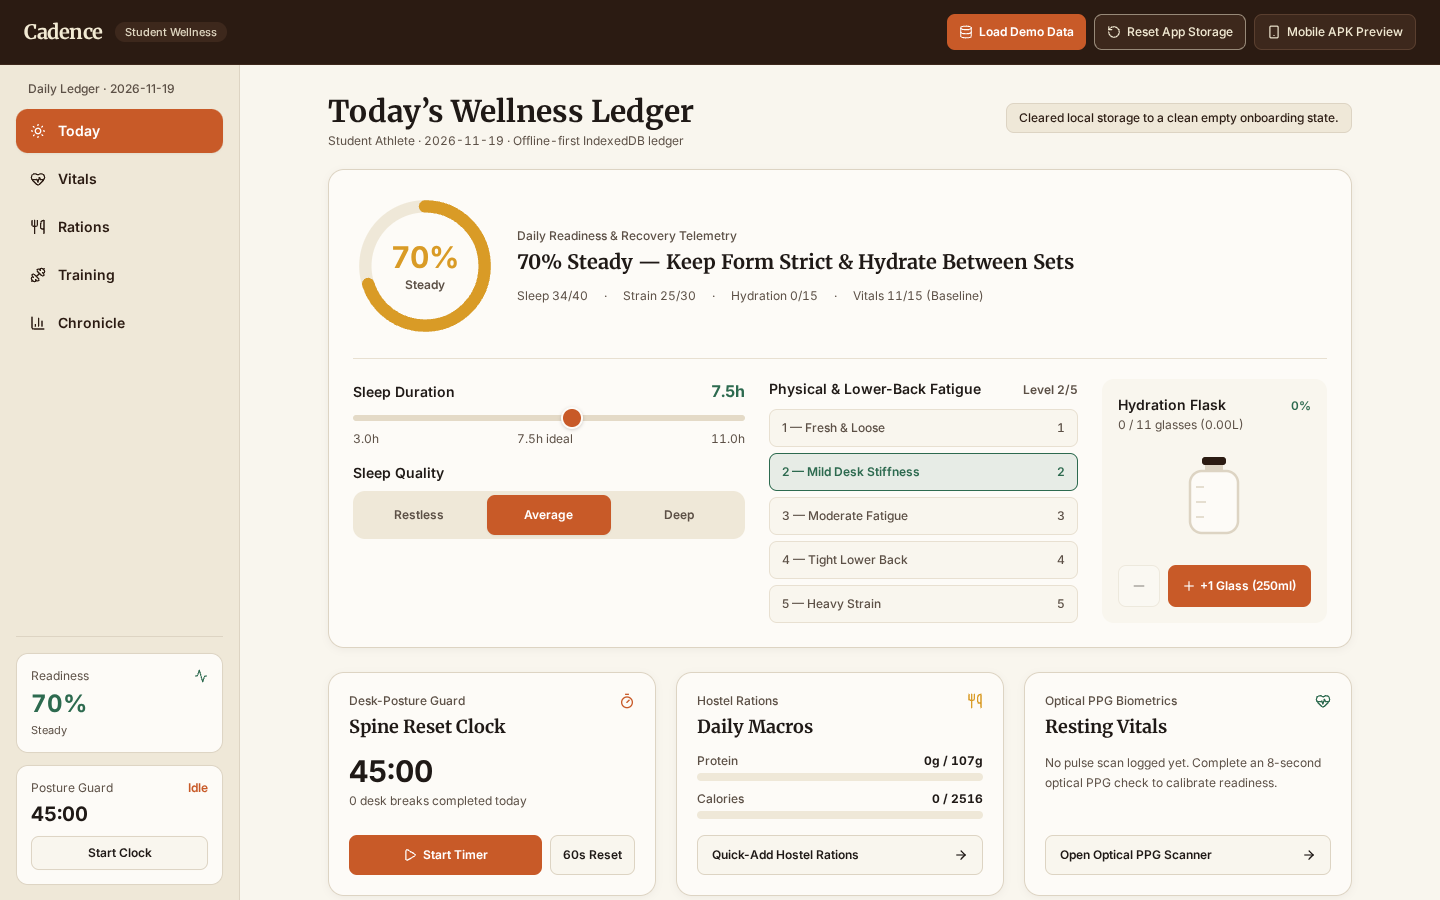 Cadence
Student Wellness
Load Demo Data
Reset App Storage
Mobile APK Preview
Daily Ledger · 2026-11-19
Today
Vitals
Rations
Training
Chronicle
Readiness
70%
Steady
Posture Guard
Idle
45:00
Start Clock
Today’s Wellness Ledger
Student Athlete · 2026-11-19 · Offline-first IndexedDB ledger
Cleared local storage to a clean empty onboarding state.
70%
Steady
Daily Readiness & Recovery Telemetry
70% Steady — Keep Form Strict & Hydrate Between Sets
Sleep 34/40 · Strain 25/30 · Hydration 0/15 · Vitals 11/15 (Baseline)
Sleep Duration
7.5h
3.0h
7.5h ideal
11.0h
Sleep Quality
Restless
Average
Deep
Physical & Lower-Back Fatigue
Level 2/5
1 — Fresh & Loose
1
2 — Mild Desk Stiffness
2
3 — Moderate Fatigue
3
4 — Tight Lower Back
4
5 — Heavy Strain
5
Hydration Flask
0%
0 / 11 glasses (0.00L)
+1 Glass (250ml)
Desk-Posture Guard
Spine Reset Clock
45:00
0 desk breaks completed today
Start Timer
60s Reset
Hostel Rations
Daily Macros
Protein
0g / 107g
Calories
0 / 2516
Quick-Add Hostel Rations
Optical PPG Biometrics
Resting Vitals
No pulse scan logged yet. Complete an 8-second
optical PPG check to calibrate readiness.
Open Optical PPG Scanner